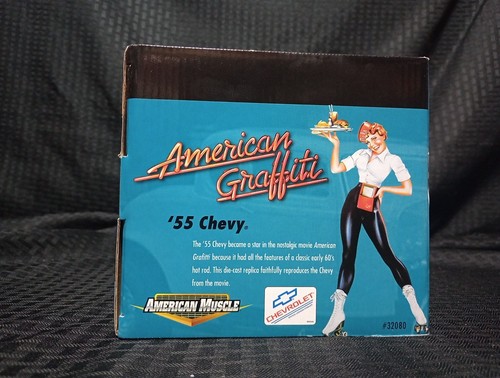 American
Graffiti
'55 Chevy®
The '55 Chevy became a star in the nostalgic movie American
Grafitti because it had all the features of a classic early 60's
hot rod. This die-cast replica faithfully reproduces the Chevy
from the movie.
AMERICAN MUSCLE
CHEVROLET
#32080